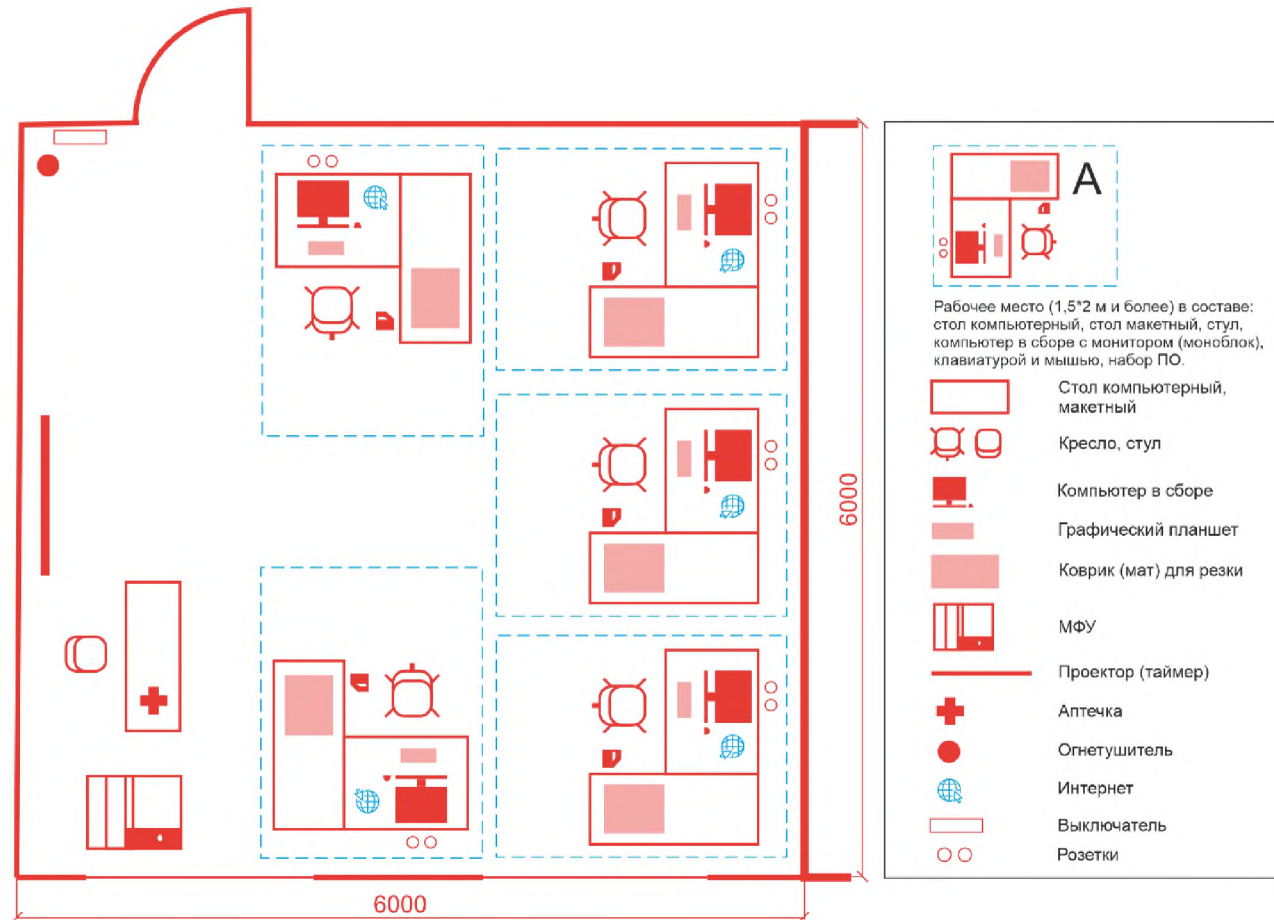 А
Рабочее место (1,5*2 м и более) в составе:
стол компьютерный, стол макетный, стул,
компьютер в сборе с монитором (моноблок),
клавиатурой и мышью, набор ПО.
Стол компьютерный,
макетный
Кресло, стул
Компьютер в сборе
Графический планшет
Коврик (мат) для резки
МФУ
Проектор (таймер)
Аптечка
Огнетушитель
Интернет
Выключатель
Розетки
6000
6000